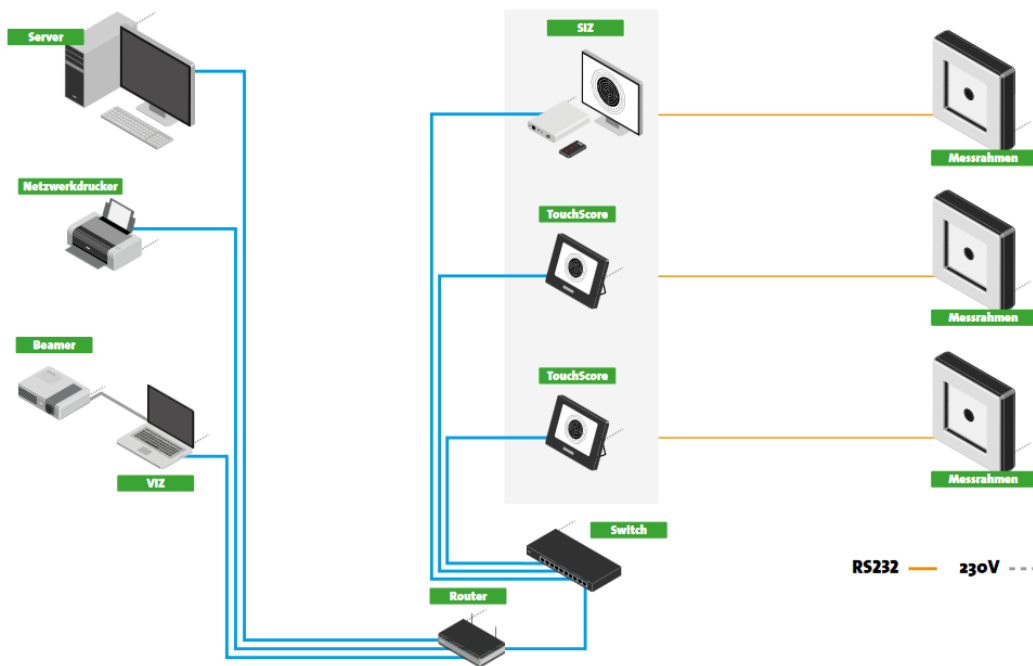 Server
SIZ
Messrahmen
Netzwerkdrucker
TouchScore
Messrahmen
Beamer
TouchScore
VIZ
Messrahmen
Switch
RS232
230V
Router